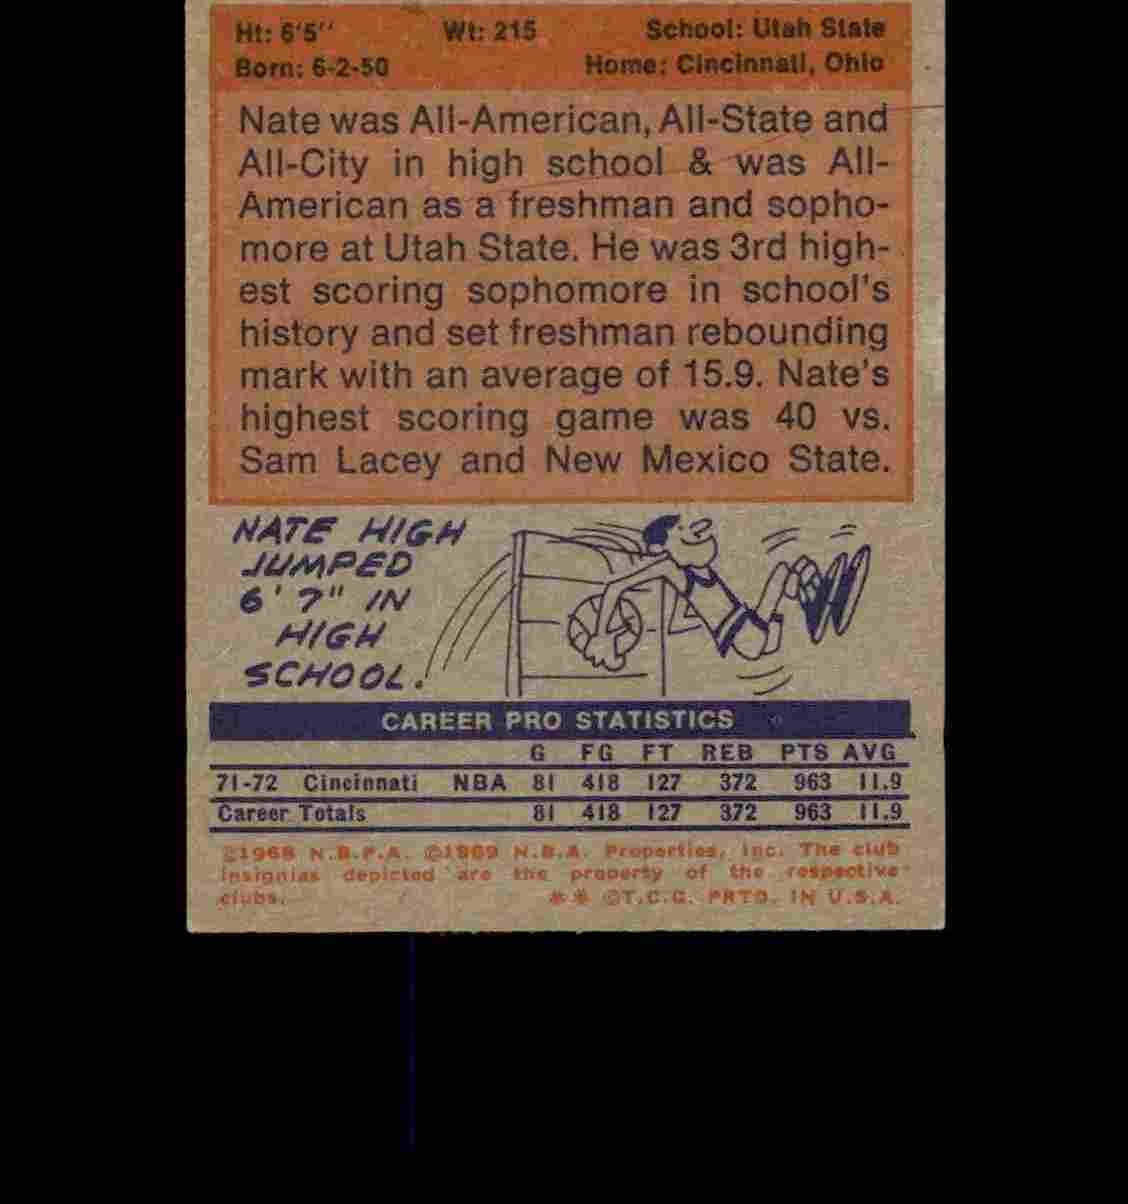 Ht: 6'5'' Wt: 215 School: Utah State
Born: 6-2-50 Home: Cincinnati, Ohio
Nate was All-American, All-State and
All-City in high school & was All-
American as a freshman and sopho-
more at Utah State. He was 3rd high-
est scoring sophomore in school's
history and set freshman rebounding
mark with an average of 15.9. Nate's
highest scoring game was 40 vs.
Sam Lacey and New Mexico State.
NATE HIGH
JUMPED
6' 7" IN
HIGH
SCHOOL.
CAREER PRO STATISTICS
G FG FT REB PTS AVG
71-72 Cincinnati NBA 81 418 127 372 963 11.9
Career Totals 81 418 127 372 963 11.9
©1968 N.B.P.A. ©1969 N.B.A. Properties, Inc. The club
insignias depicted are the property of the respective
clubs. ** ©T.C.G. PRTD. IN U.S.A.